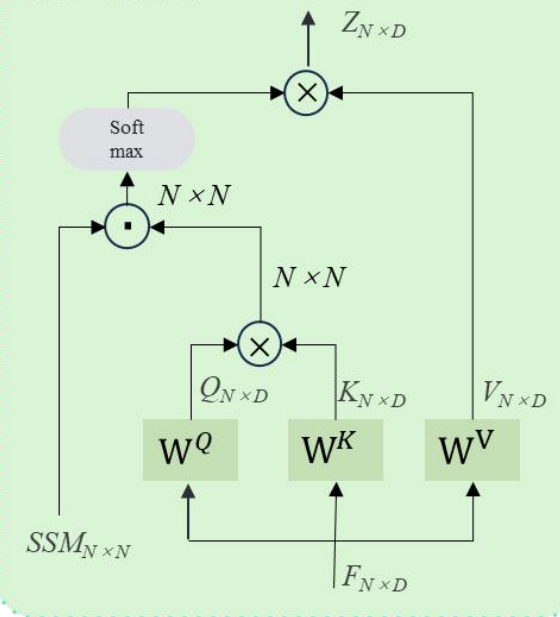 Z_{N×D}
×
Soft
max
N×N
N×N
×
Q_{N×D}
K_{N×D}
V_{N×D}
W^Q
W^K
W^V
SSM_{N×N}
F_{N×D}